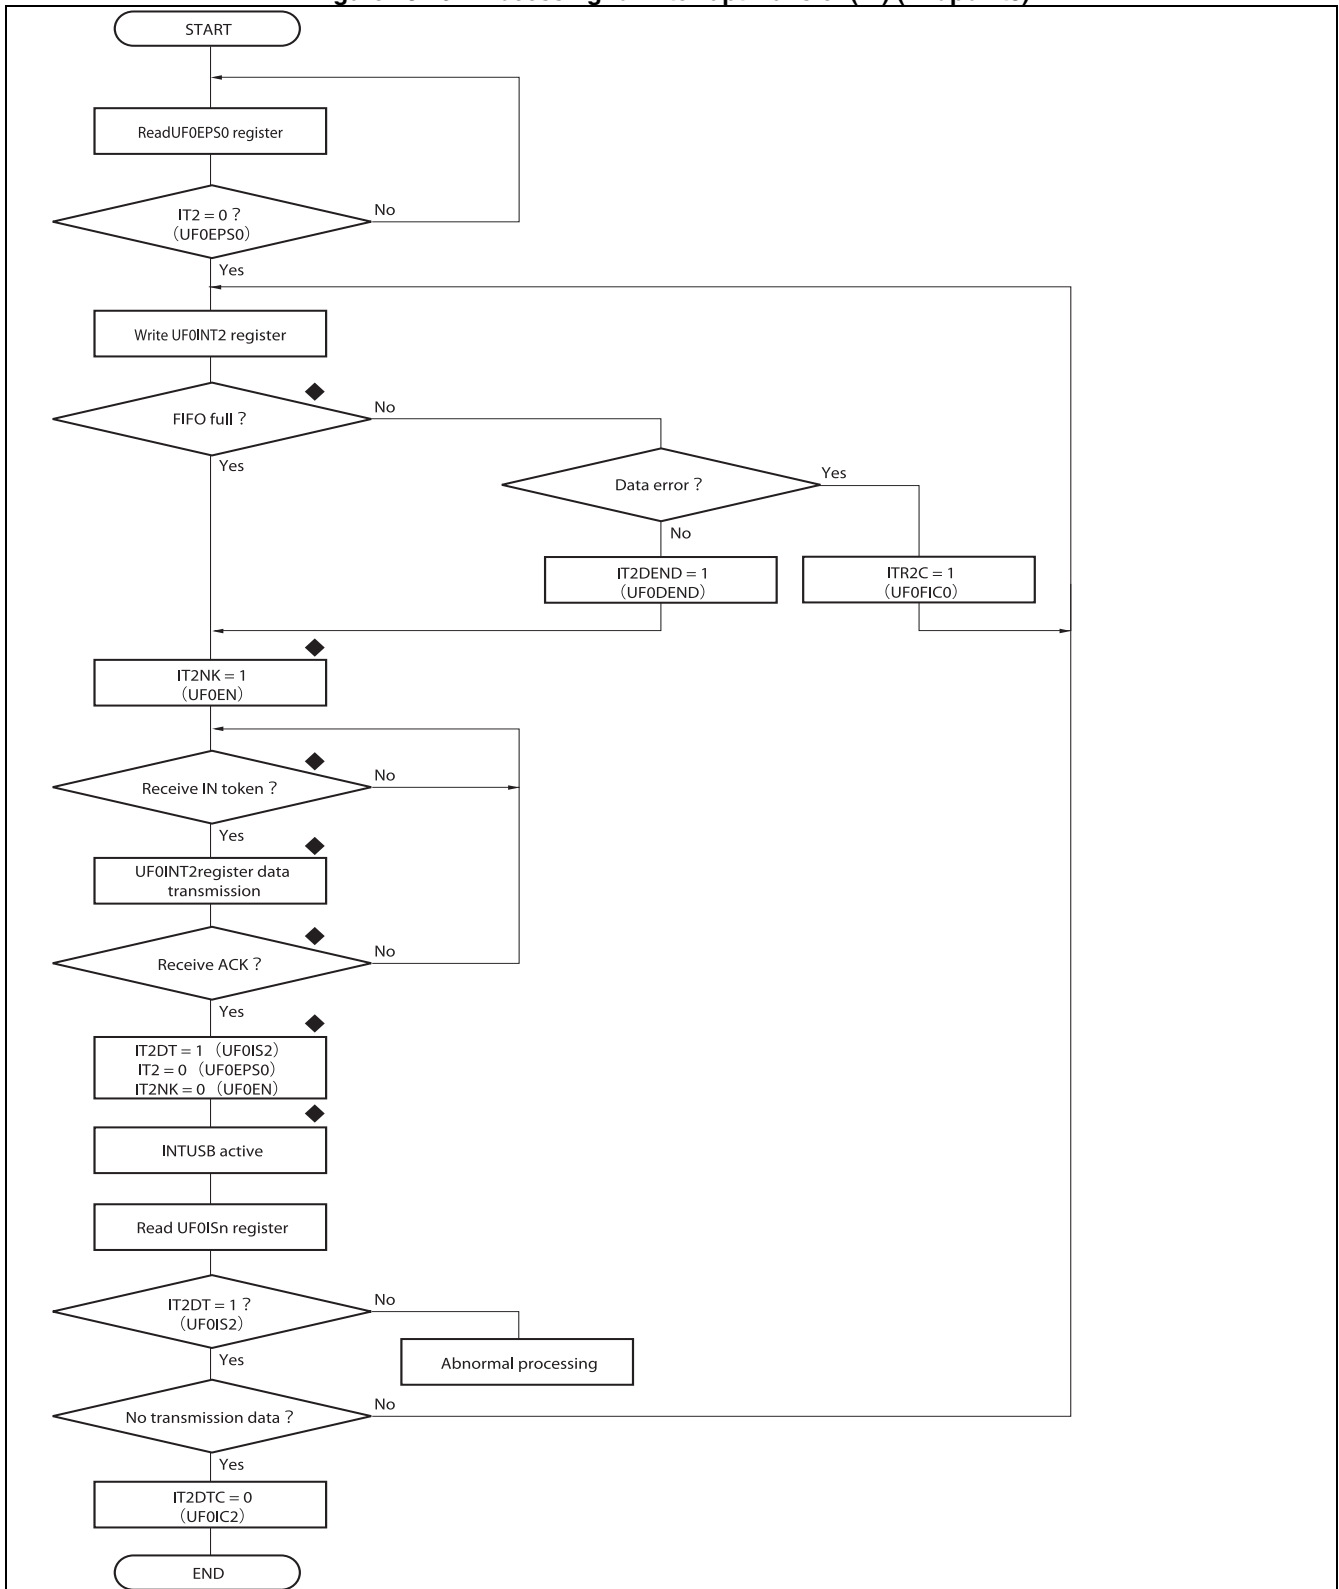 START
ReadUF0EPS0 register
IT2 = 0 ?
(UF0EPS0)
No
Yes
Write UF0INT2 register
FIFO full ?
No
Yes
Data error ?
Yes
No
IT2DEND = 1
(UF0DEND)
ITR2C = 1
(UF0FIC0)
IT2NK = 1
(UF0EN)
Receive IN token ?
No
Yes
UF0INT2register data
transmission
Receive ACK ?
No
Yes
IT2DT = 1 (UF0IS2)
IT2 = 0 (UF0EPS0)
IT2NK = 0 (UF0EN)
INTUSB active
Read UF0ISn register
IT2DT = 1 ?
(UF0IS2)
No
Abnormal processing
Yes
No transmission data ?
No
Yes
IT2DTC = 0
(UF0IC2)
END